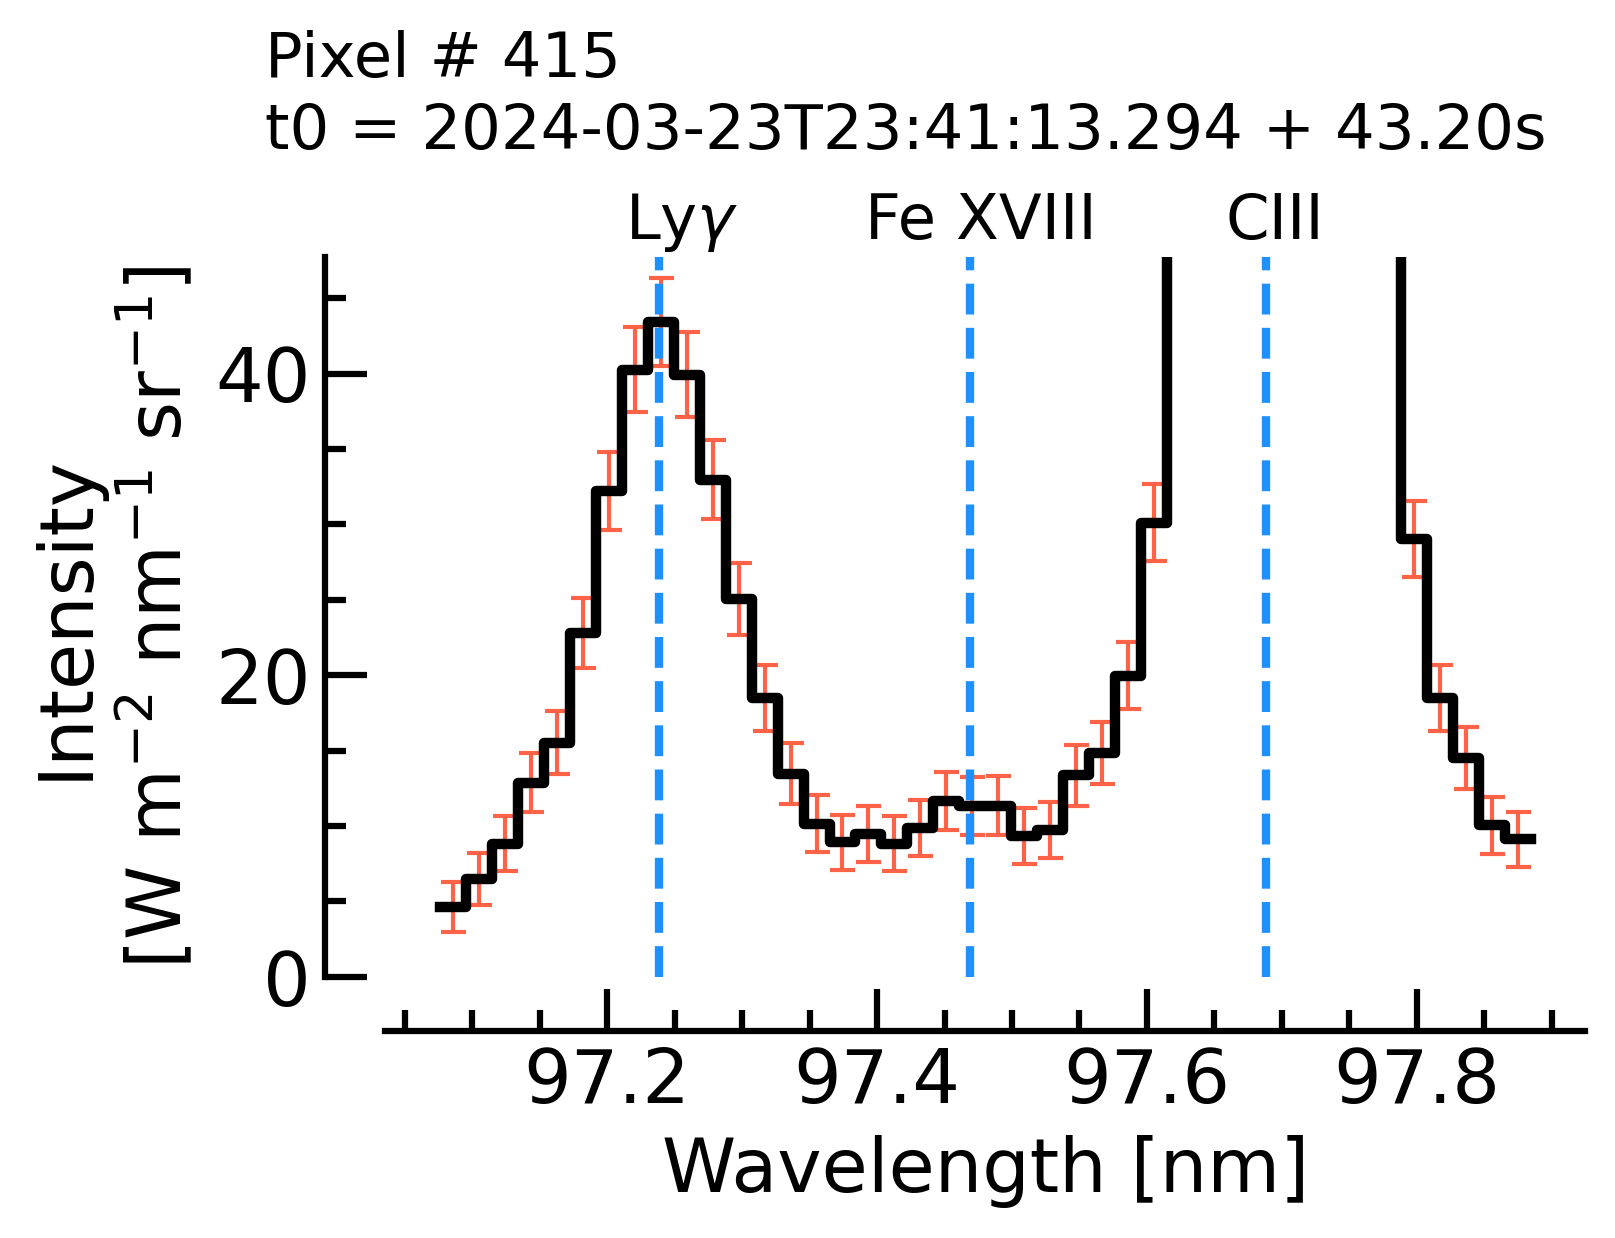 Pixel # 415
t0 = 2024-03-23T23:41:13.294 + 43.20s
Lyγ Fe XVIII CIII
Intensity
[W m⁻² nm⁻¹ sr⁻¹]
40
20
0
97.2 97.4 97.6 97.8
Wavelength [nm]